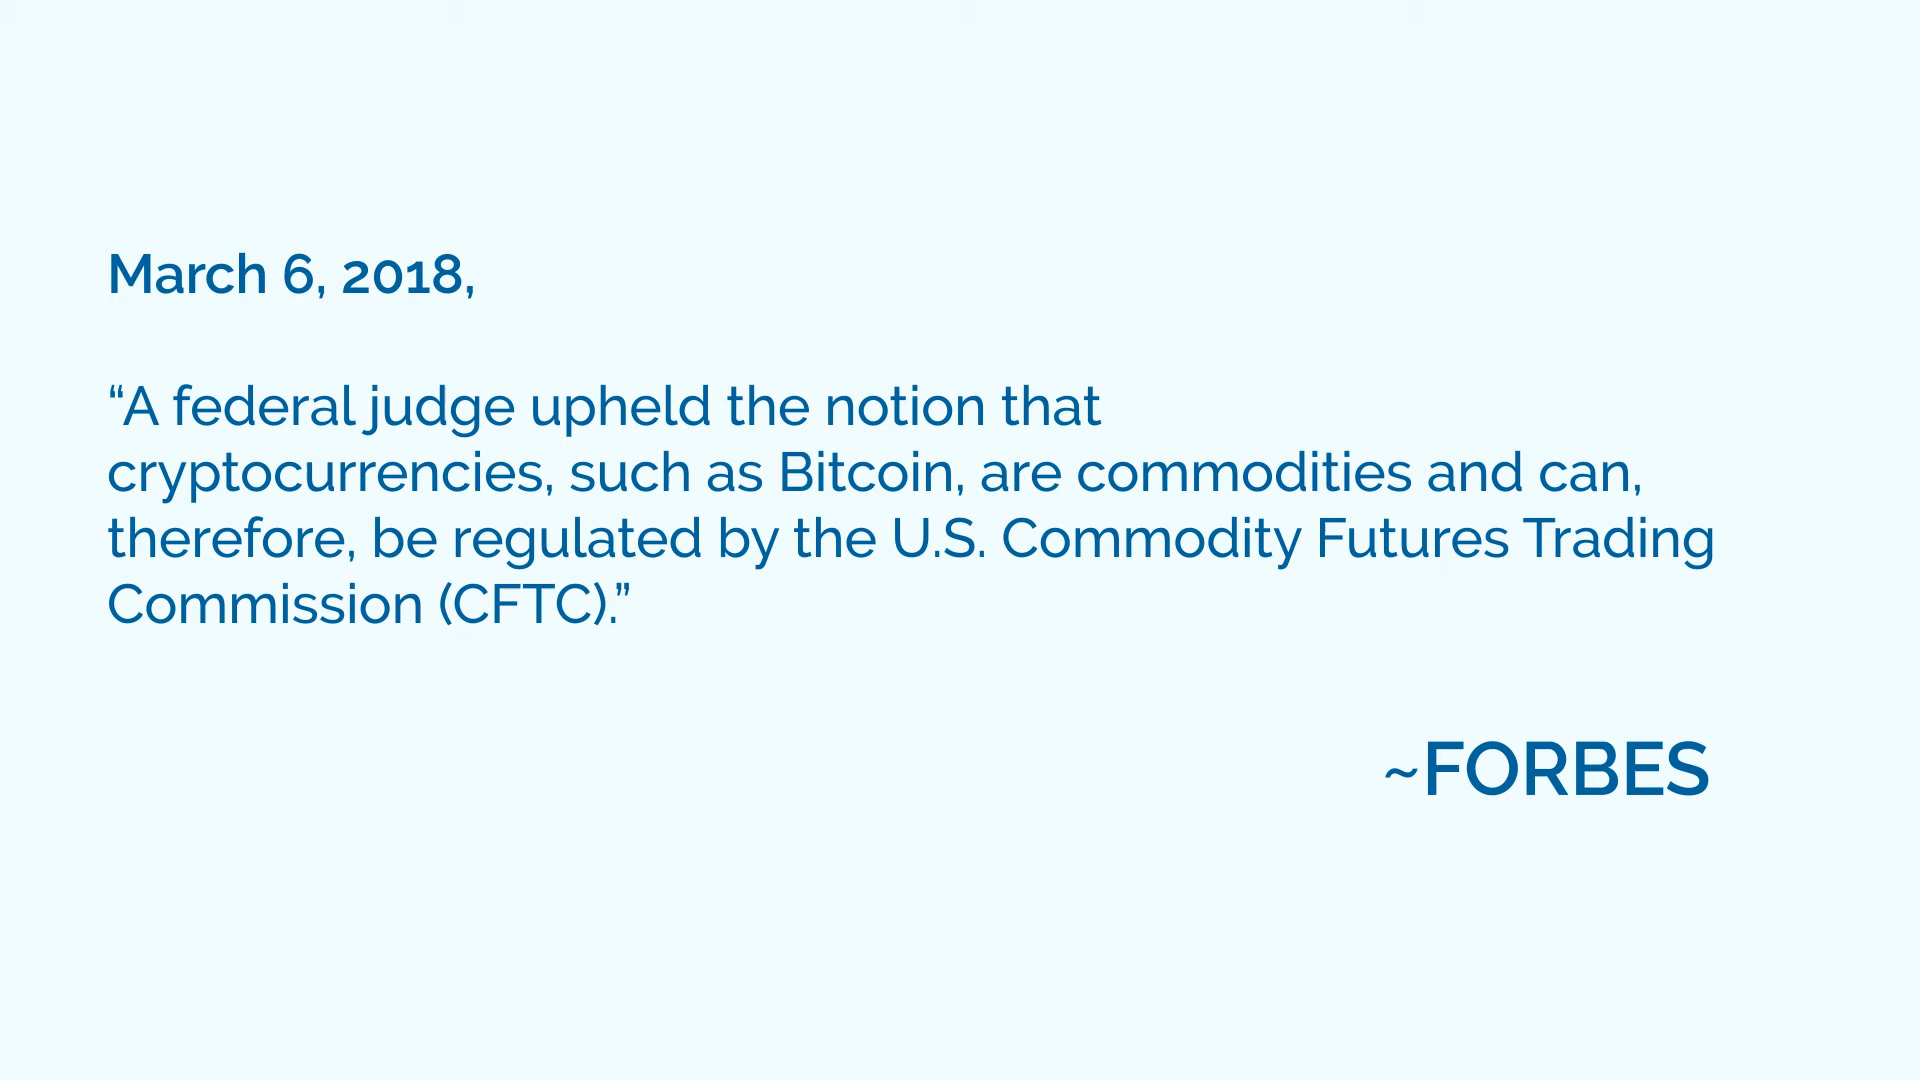 March 6, 2018,
“A federal judge upheld the notion that
cryptocurrencies, such as Bitcoin, are commodities and can,
therefore, be regulated by the U.S. Commodity Futures Trading
Commission (CFTC).”
~FORBES